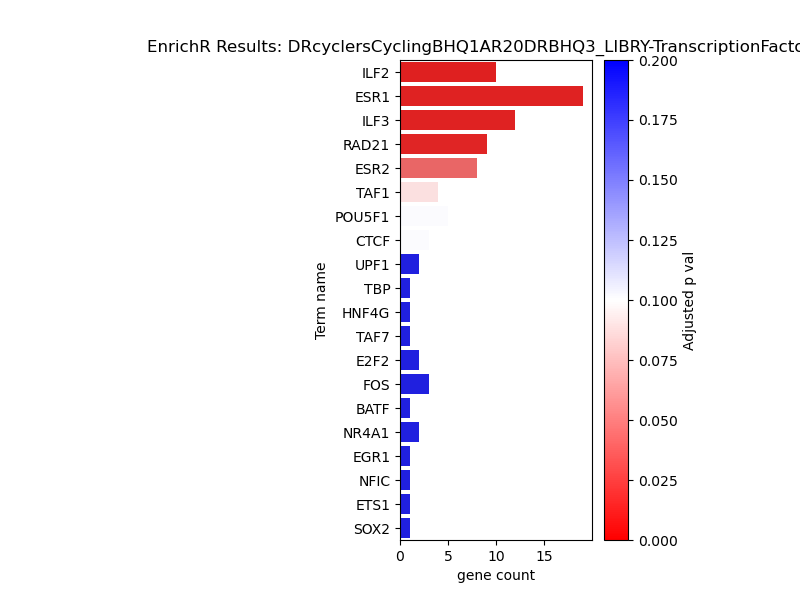 EnrichR Results: DRcyclersCyclingBHQ1AR20DRBHQ3_LIBRY-TranscriptionFacto
ILF2
ESR1
ILF3
RAD21
ESR2
TAF1
POU5F1
CTCF
UPF1
TBP
HNF4G
TAF7
E2F2
FOS
BATF
NR4A1
EGR1
NFIC
ETS1
SOX2
Term name
0 5 10 15
gene count
0.200
0.175
0.150
0.125
0.100
0.075
0.050
0.025
0.000
Adjusted p val